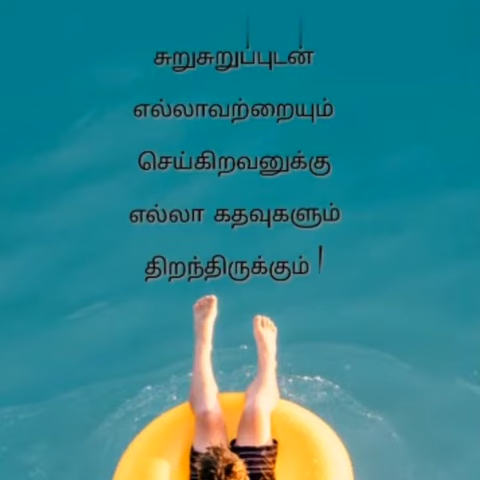 சுறுசுறுப்புடன்
எல்லாவற்றையும்
செய்கிறவனுக்கு
எல்லா கதவுகளும்
திறந்திருக்கும் !